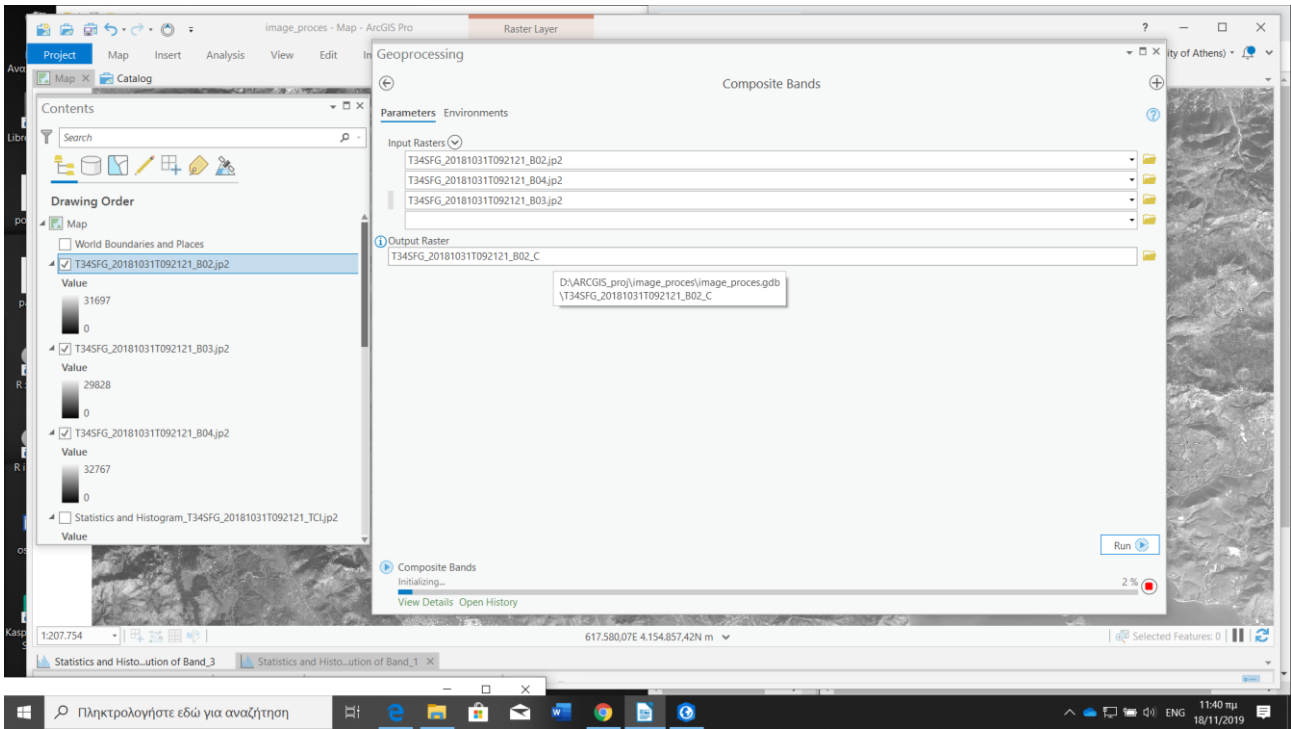 image_proces - Map - ArcGIS Pro
Raster Layer
?
Project Map Insert Analysis View Edit In
ity of Athens)
Map Catalog
Contents
Search
Drawing Order
Map
World Boundaries and Places
T34SFG_20181031T092121_B02.jp2
Value
31697
0
T34SFG_20181031T092121_B03.jp2
Value
29828
0
T34SFG_20181031T092121_B04.jp2
Value
32767
0
Statistics and Histogram_T34SFG_20181031T092121_TCI.jp2
Value
Geoprocessing
Composite Bands
Parameters Environments
Input Rasters
T34SFG_20181031T092121_B02.jp2
T34SFG_20181031T092121_B04.jp2
T34SFG_20181031T092121_B03.jp2
Output Raster
T34SFG_20181031T092121_B02_C
D:\ARCGIS_proj\image_proces\image_proces.gdb
\T34SFG_20181031T092121_B02_C
Run
Composite Bands
Initializing...
2 %
View Details Open History
1:207.754
617.580,07E 4.154.857,42N m
Selected Features: 0
Statistics and Histo...ution of Band_3 Statistics and Histo...ution of Band_1
Πληκτρολογήστε εδώ για αναζήτηση
ENG
11:40 πμ
18/11/2019